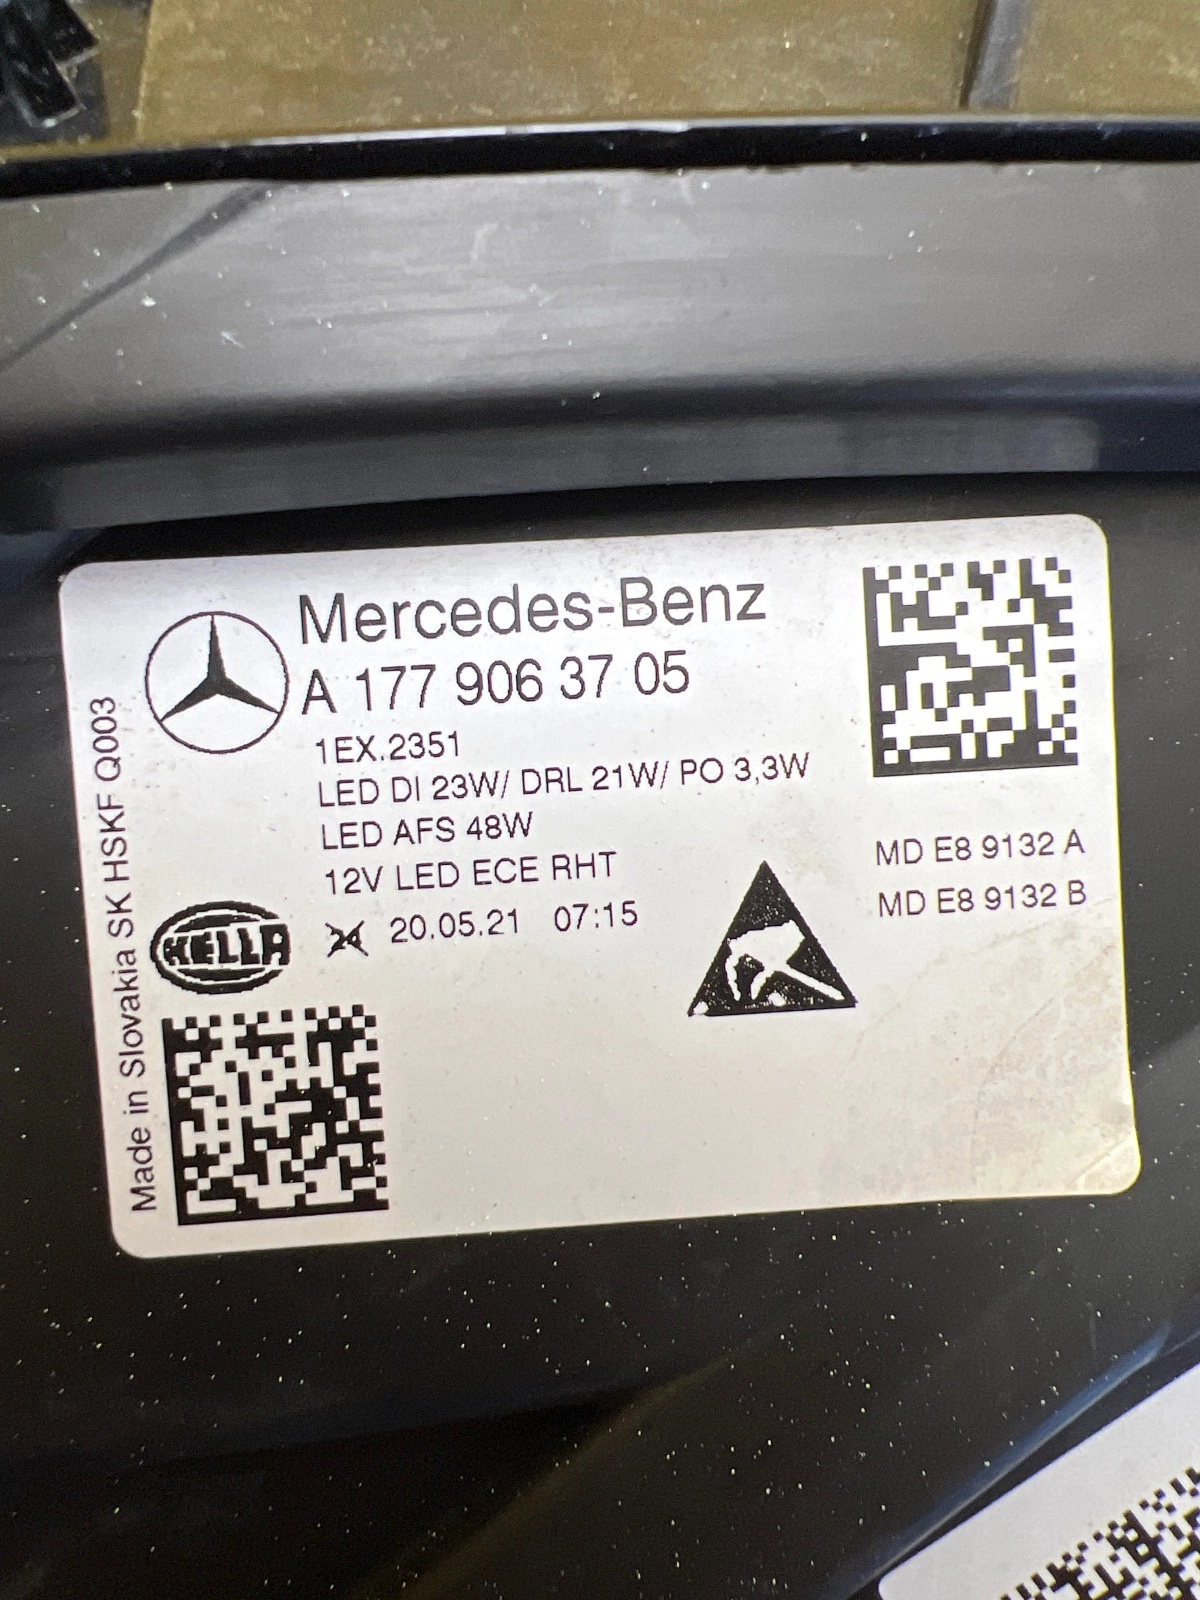 Mercedes-Benz
A 177 906 37 05
1EX.2351
LED DI 23W/ DRL 21W/ PO 3,3W
LED AFS 48W
12V LED ECE RHT
20.05.21 07:15
HELLA
MD E8 9132 A
MD E8 9132 B
Made in Slovakia SK HSKF Q003